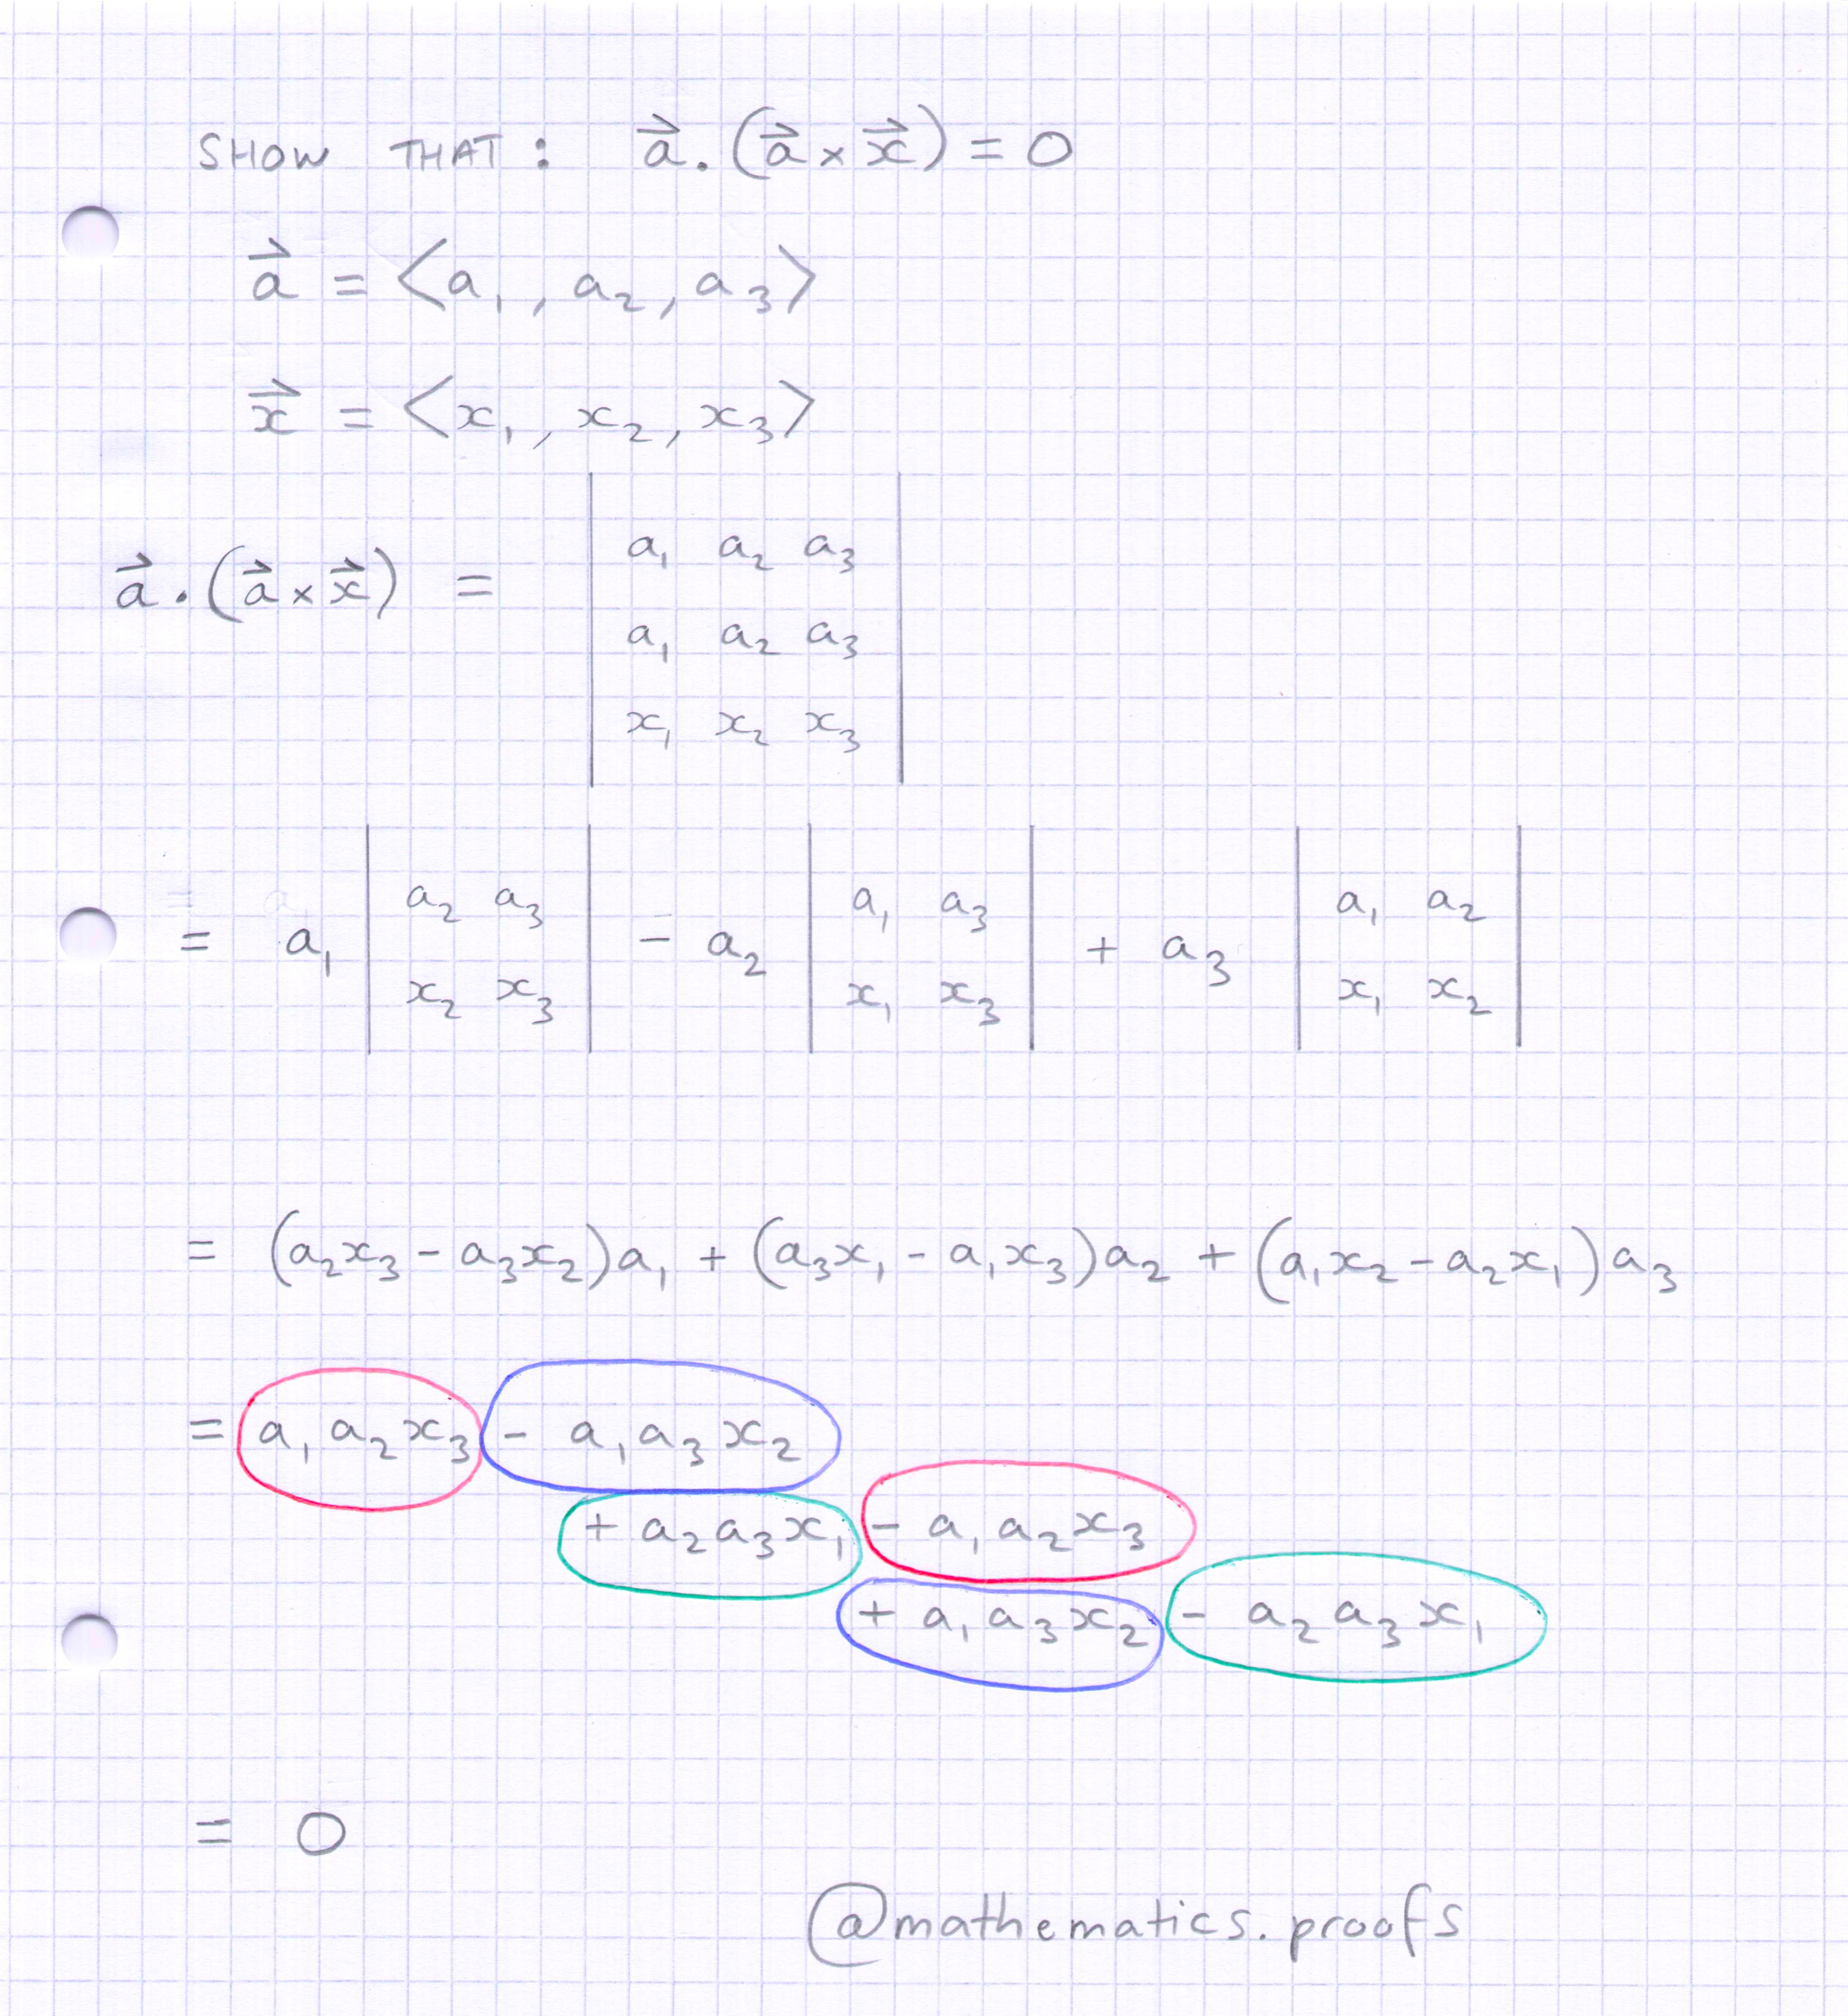 SHOW THAT: $\vec{a}.(\vec{a}\times\vec{x})=0$
$\vec{a}=\langle a_1, a_2, a_3\rangle$
$\vec{x}=\langle x_1, x_2, x_3\rangle$
$\vec{a}.(\vec{a}\times\vec{x})=\begin{vmatrix} a_1 & a_2 & a_3 \\ a_1 & a_2 & a_3 \\ x_1 & x_2 & x_3 \end{vmatrix}$
$= a_1\begin{vmatrix} a_2 & a_3 \\ x_2 & x_3 \end{vmatrix} - a_2\begin{vmatrix} a_1 & a_3 \\ x_1 & x_3 \end{vmatrix} + a_3\begin{vmatrix} a_1 & a_2 \\ x_1 & x_2 \end{vmatrix}$
$= (a_2x_3 - a_3x_2)a_1 + (a_3x_1 - a_1x_3)a_2 + (a_1x_2 - a_2x_1)a_3$
$= a_1a_2x_3 - a_1a_3x_2$
$+ a_2a_3x_1 - a_1a_2x_3$
$+ a_1a_3x_2 - a_2a_3x_1$
$= 0$
@mathematics.proofs